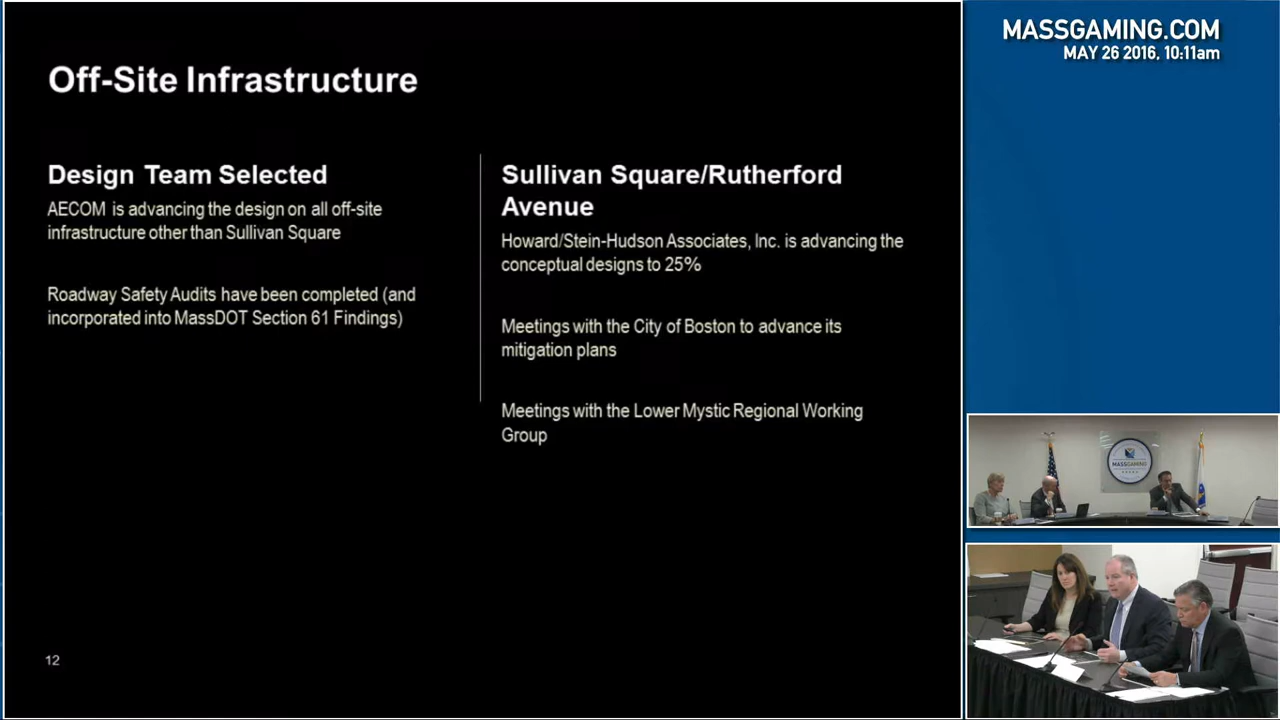 Off-Site Infrastructure
Design Team Selected
AECOM is advancing the design on all off-site
infrastructure other than Sullivan Square
Roadway Safety Audits have been completed (and
incorporated into MassDOT Section 61 Findings)
Sullivan Square/Rutherford
Avenue
Howard/Stein-Hudson Associates, Inc. is advancing the
conceptual designs to 25%
Meetings with the City of Boston to advance its
mitigation plans
Meetings with the Lower Mystic Regional Working
Group
12
MASSGAMING.COM
MAY 26 2016, 10:11am
MASSGAMING